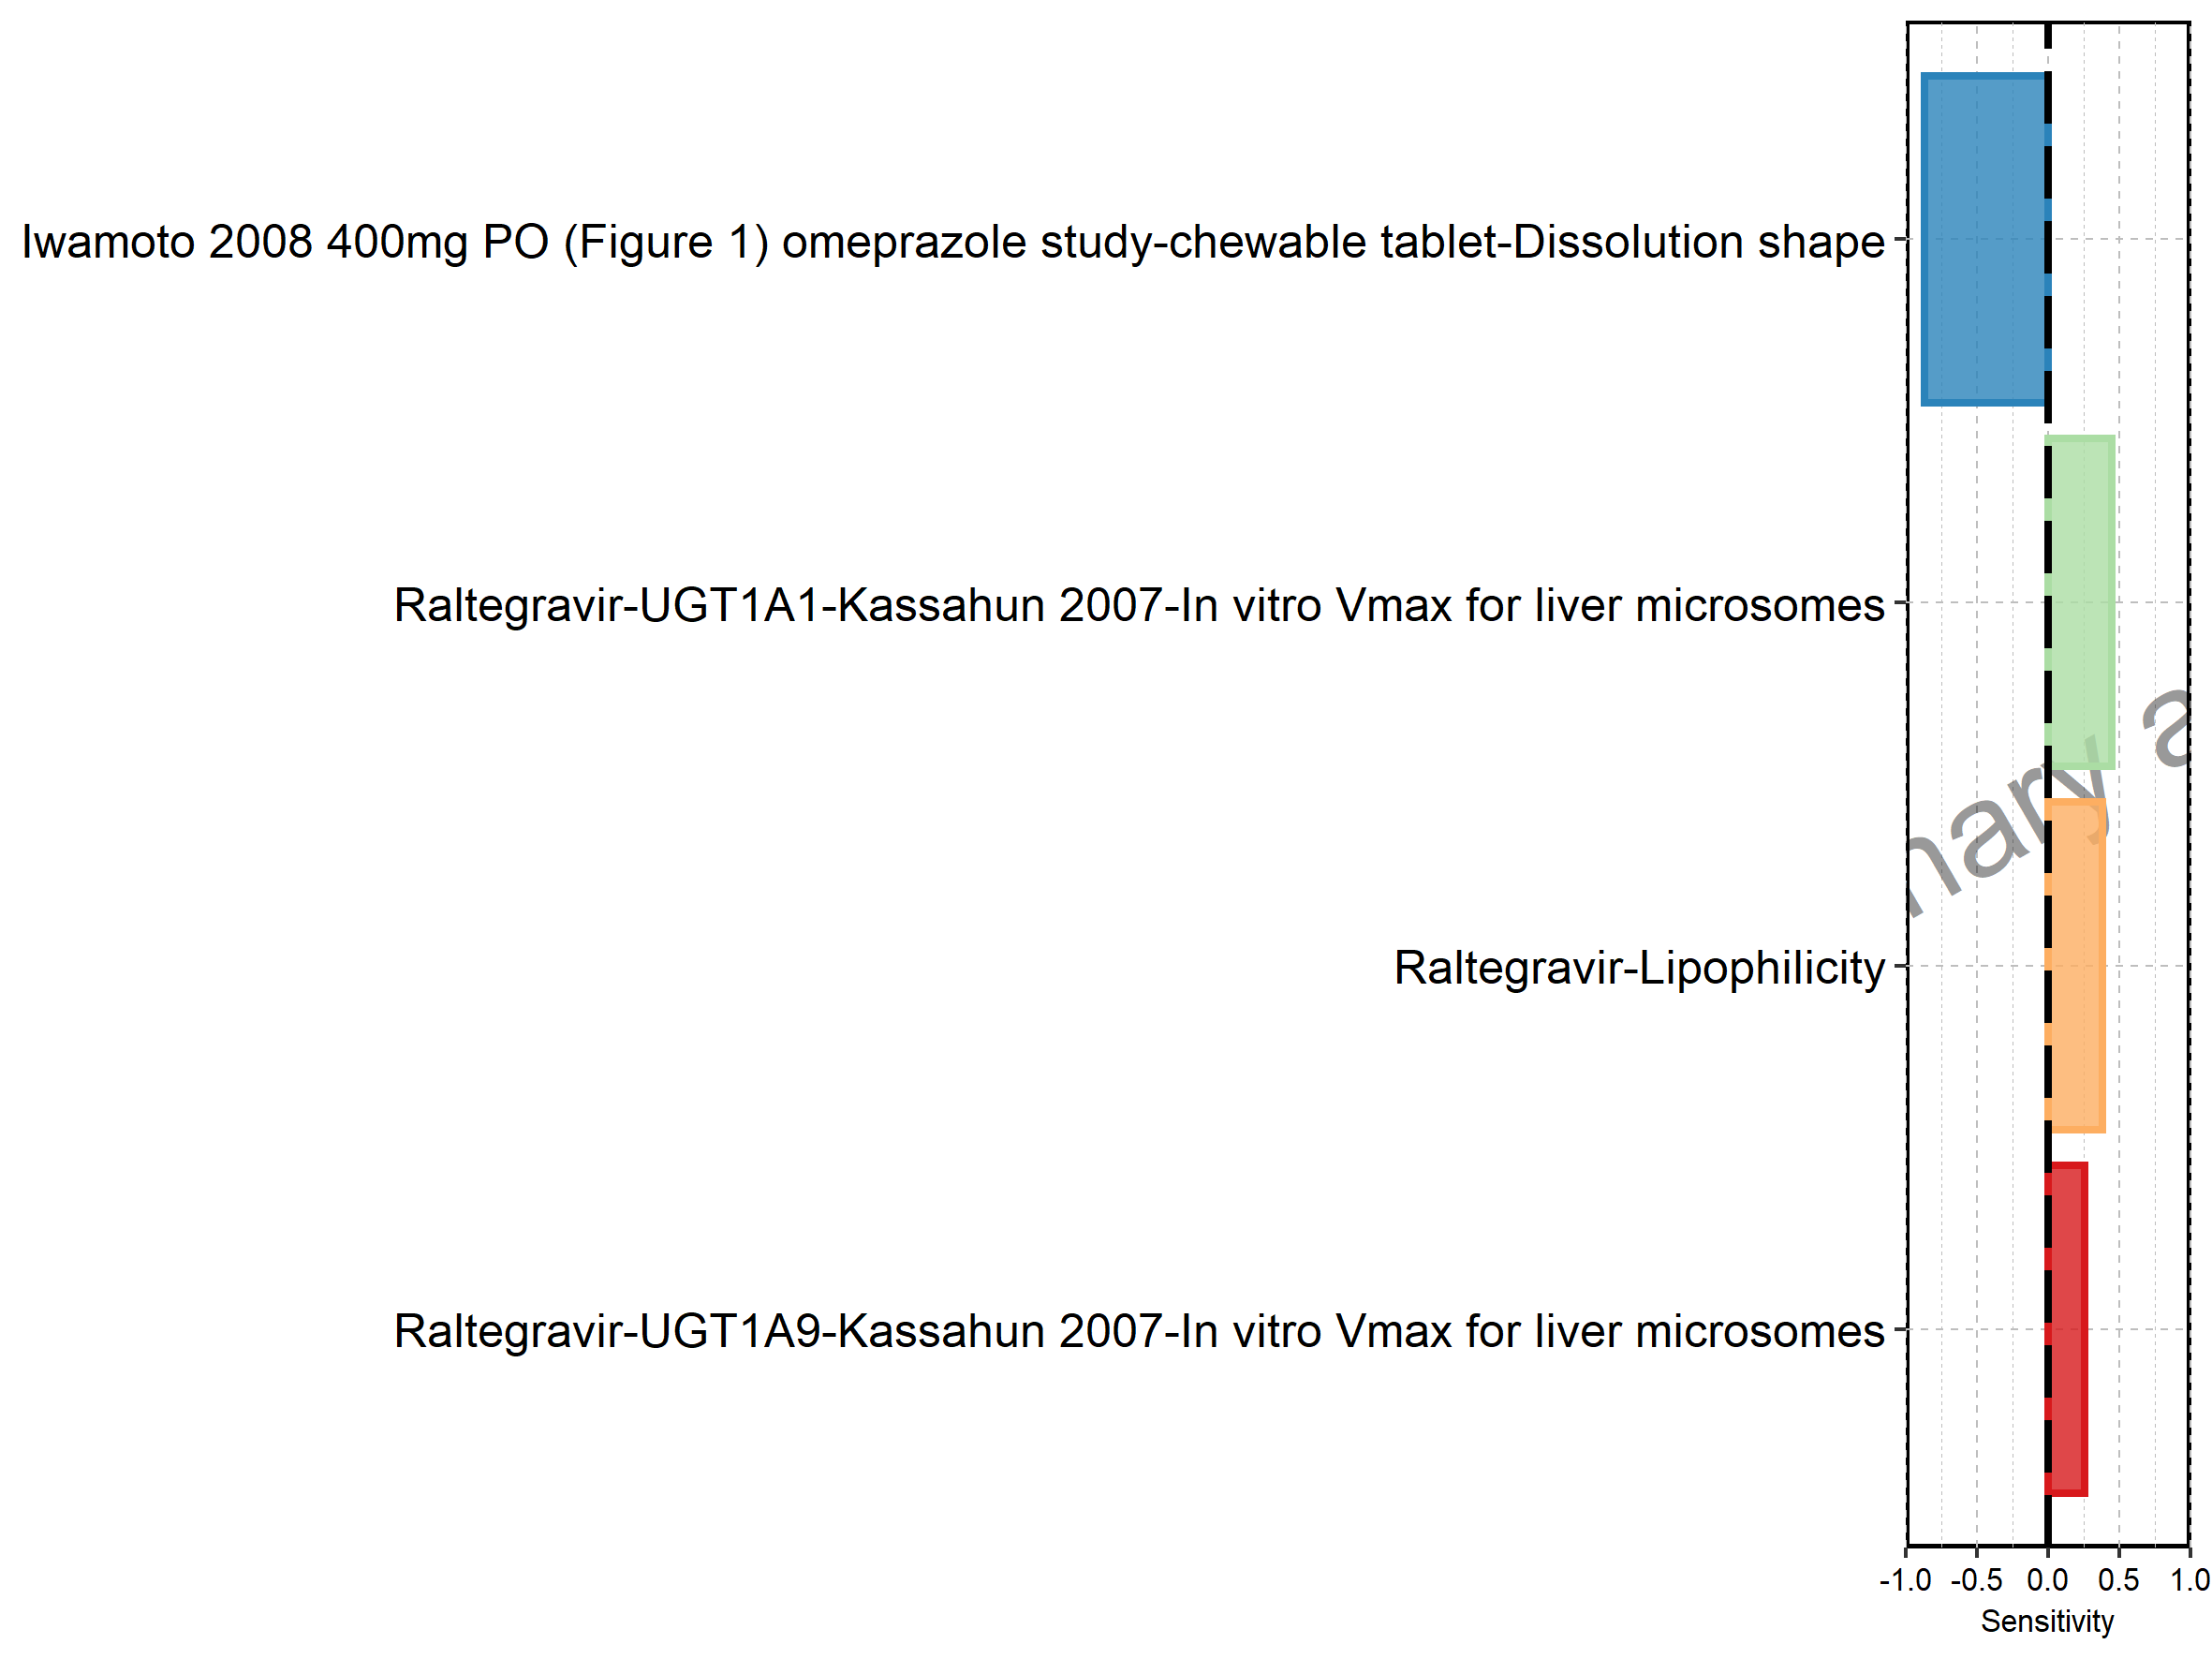 Iwamoto 2008 400mg PO (Figure 1) omeprazole study-chewable tablet-Dissolution shape
Raltegravir-UGT1A1-Kassahun 2007-In vitro Vmax for liver microsomes
nary a
Raltegravir-Lipophilicity
Raltegravir-UGT1A9-Kassahun 2007-In vitro Vmax for liver microsomes
-1.0 -0.5 0.0 0.5 1.0
Sensitivity